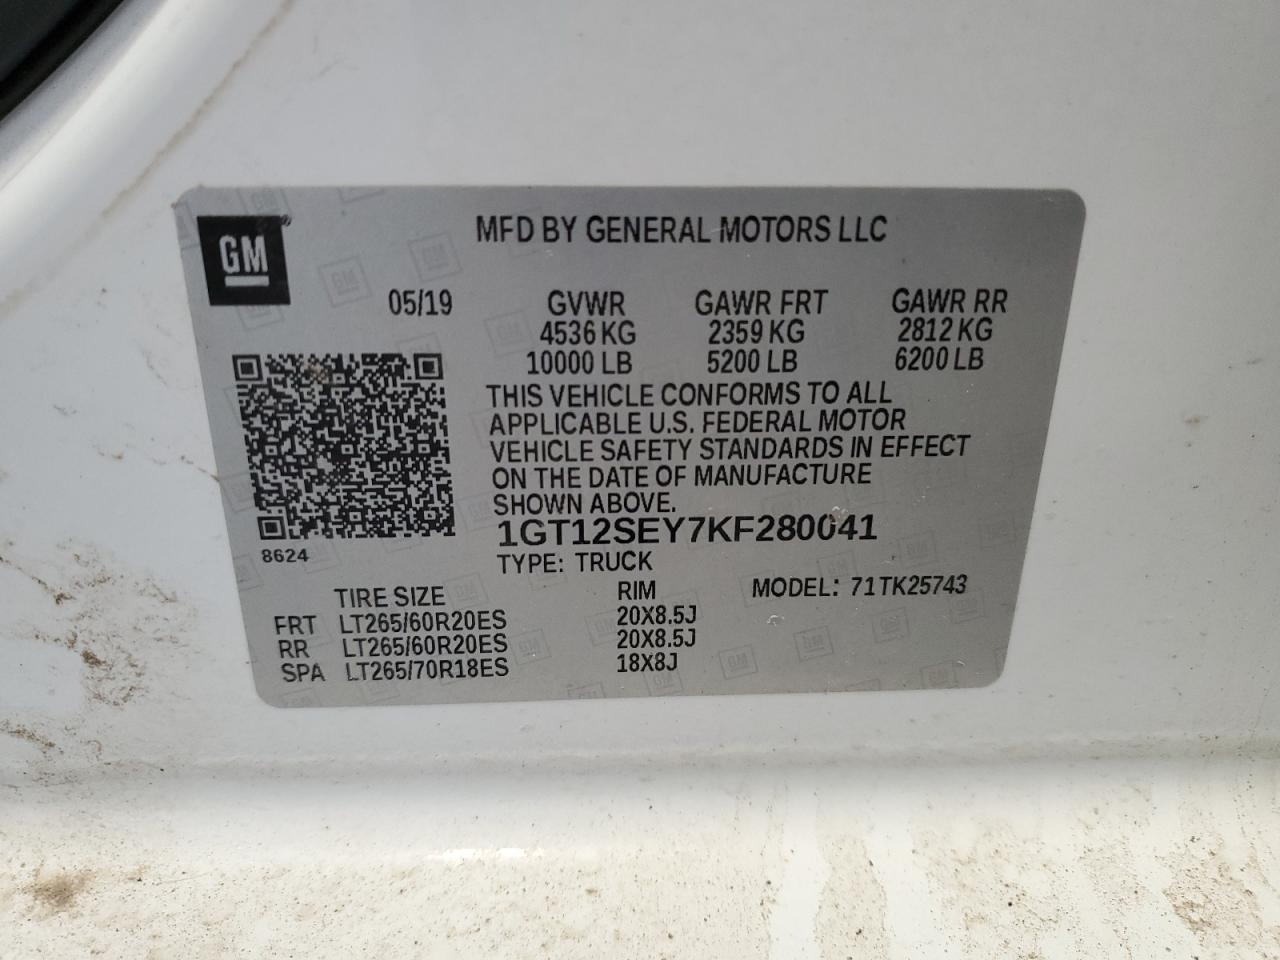 GM
MFD BY GENERAL MOTORS LLC
05/19 GVWR GAWR FRT GAWR RR
4536 KG 2359 KG 2812 KG
10000 LB 5200 LB 6200 LB
THIS VEHICLE CONFORMS TO ALL
APPLICABLE U.S. FEDERAL MOTOR
VEHICLE SAFETY STANDARDS IN EFFECT
ON THE DATE OF MANUFACTURE
SHOWN ABOVE.
1GT12SEY7KF280041
8624
TYPE: TRUCK
TIRE SIZE RIM MODEL: 71TK25743
FRT LT265/60R20ES 20X8.5J
RR LT265/60R20ES 20X8.5J
SPA LT265/70R18ES 18X8J